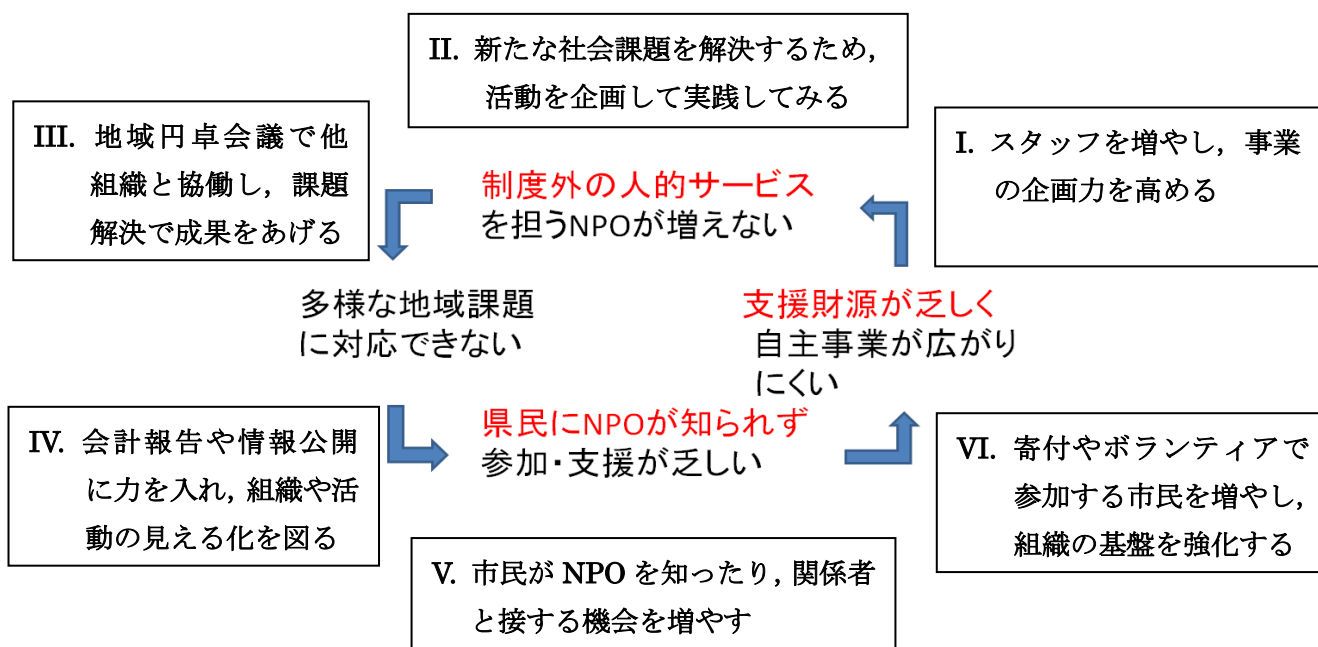 II. 新たな社会課題を解決するため,
活動を企画して実践してみる
III. 地域円卓会議で他
組織と協働し, 課題
解決で成果をあげる
I. スタッフを増やし, 事業
の企画力を高める
制度外の人的サービス
を担うNPOが増えない
多様な地域課題
に対応できない
支援財源が乏しく
自主事業が広がり
にくい
県民にNPOが知られず
参加・支援が乏しい
IV. 会計報告や情報公開
に力を入れ, 組織や活
動の見える化を図る
VI. 寄付やボランティアで
参加する市民を増やし,
組織の基盤を強化する
V. 市民が NPO を知ったり, 関係者
と接する機会を増やす